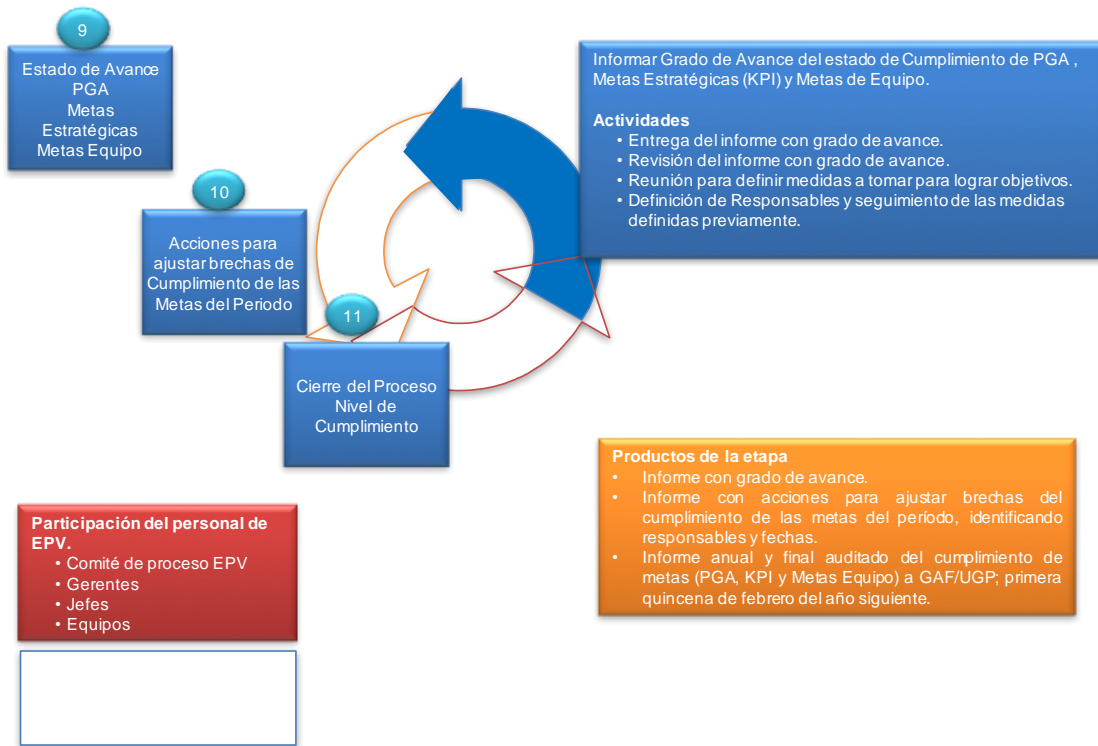 9
Estado de Avance
PGA
Metas
Estratégicas
Metas Equipo
10
Acciones para
ajustar brechas de
Cumplimiento de las
Metas del Periodo
11
Cierre del Proceso
Nivel de
Cumplimiento
Informar Grado de Avance del estado de Cumplimiento de PGA ,
Metas Estratégicas (KPI) y Metas de Equipo.
Actividades
• Entrega del informe con grado de avance.
• Revisión del informe con grado de avance.
• Reunión para definir medidas a tomar para lograr objetivos.
• Definición de Responsables y seguimiento de las medidas
definidas previamente.
Productos de la etapa
• Informe con grado de avance.
• Informe con acciones para ajustar brechas del
cumplimiento de las metas del período, identificando
responsables y fechas.
• Informe anual y final auditado del cumplimiento de
metas (PGA, KPI y Metas Equipo) a GAF/UGP; primera
quincena de febrero del año siguiente.
Participación del personal de
EPV.
• Comité de proceso EPV
• Gerentes
• Jefes
• Equipos